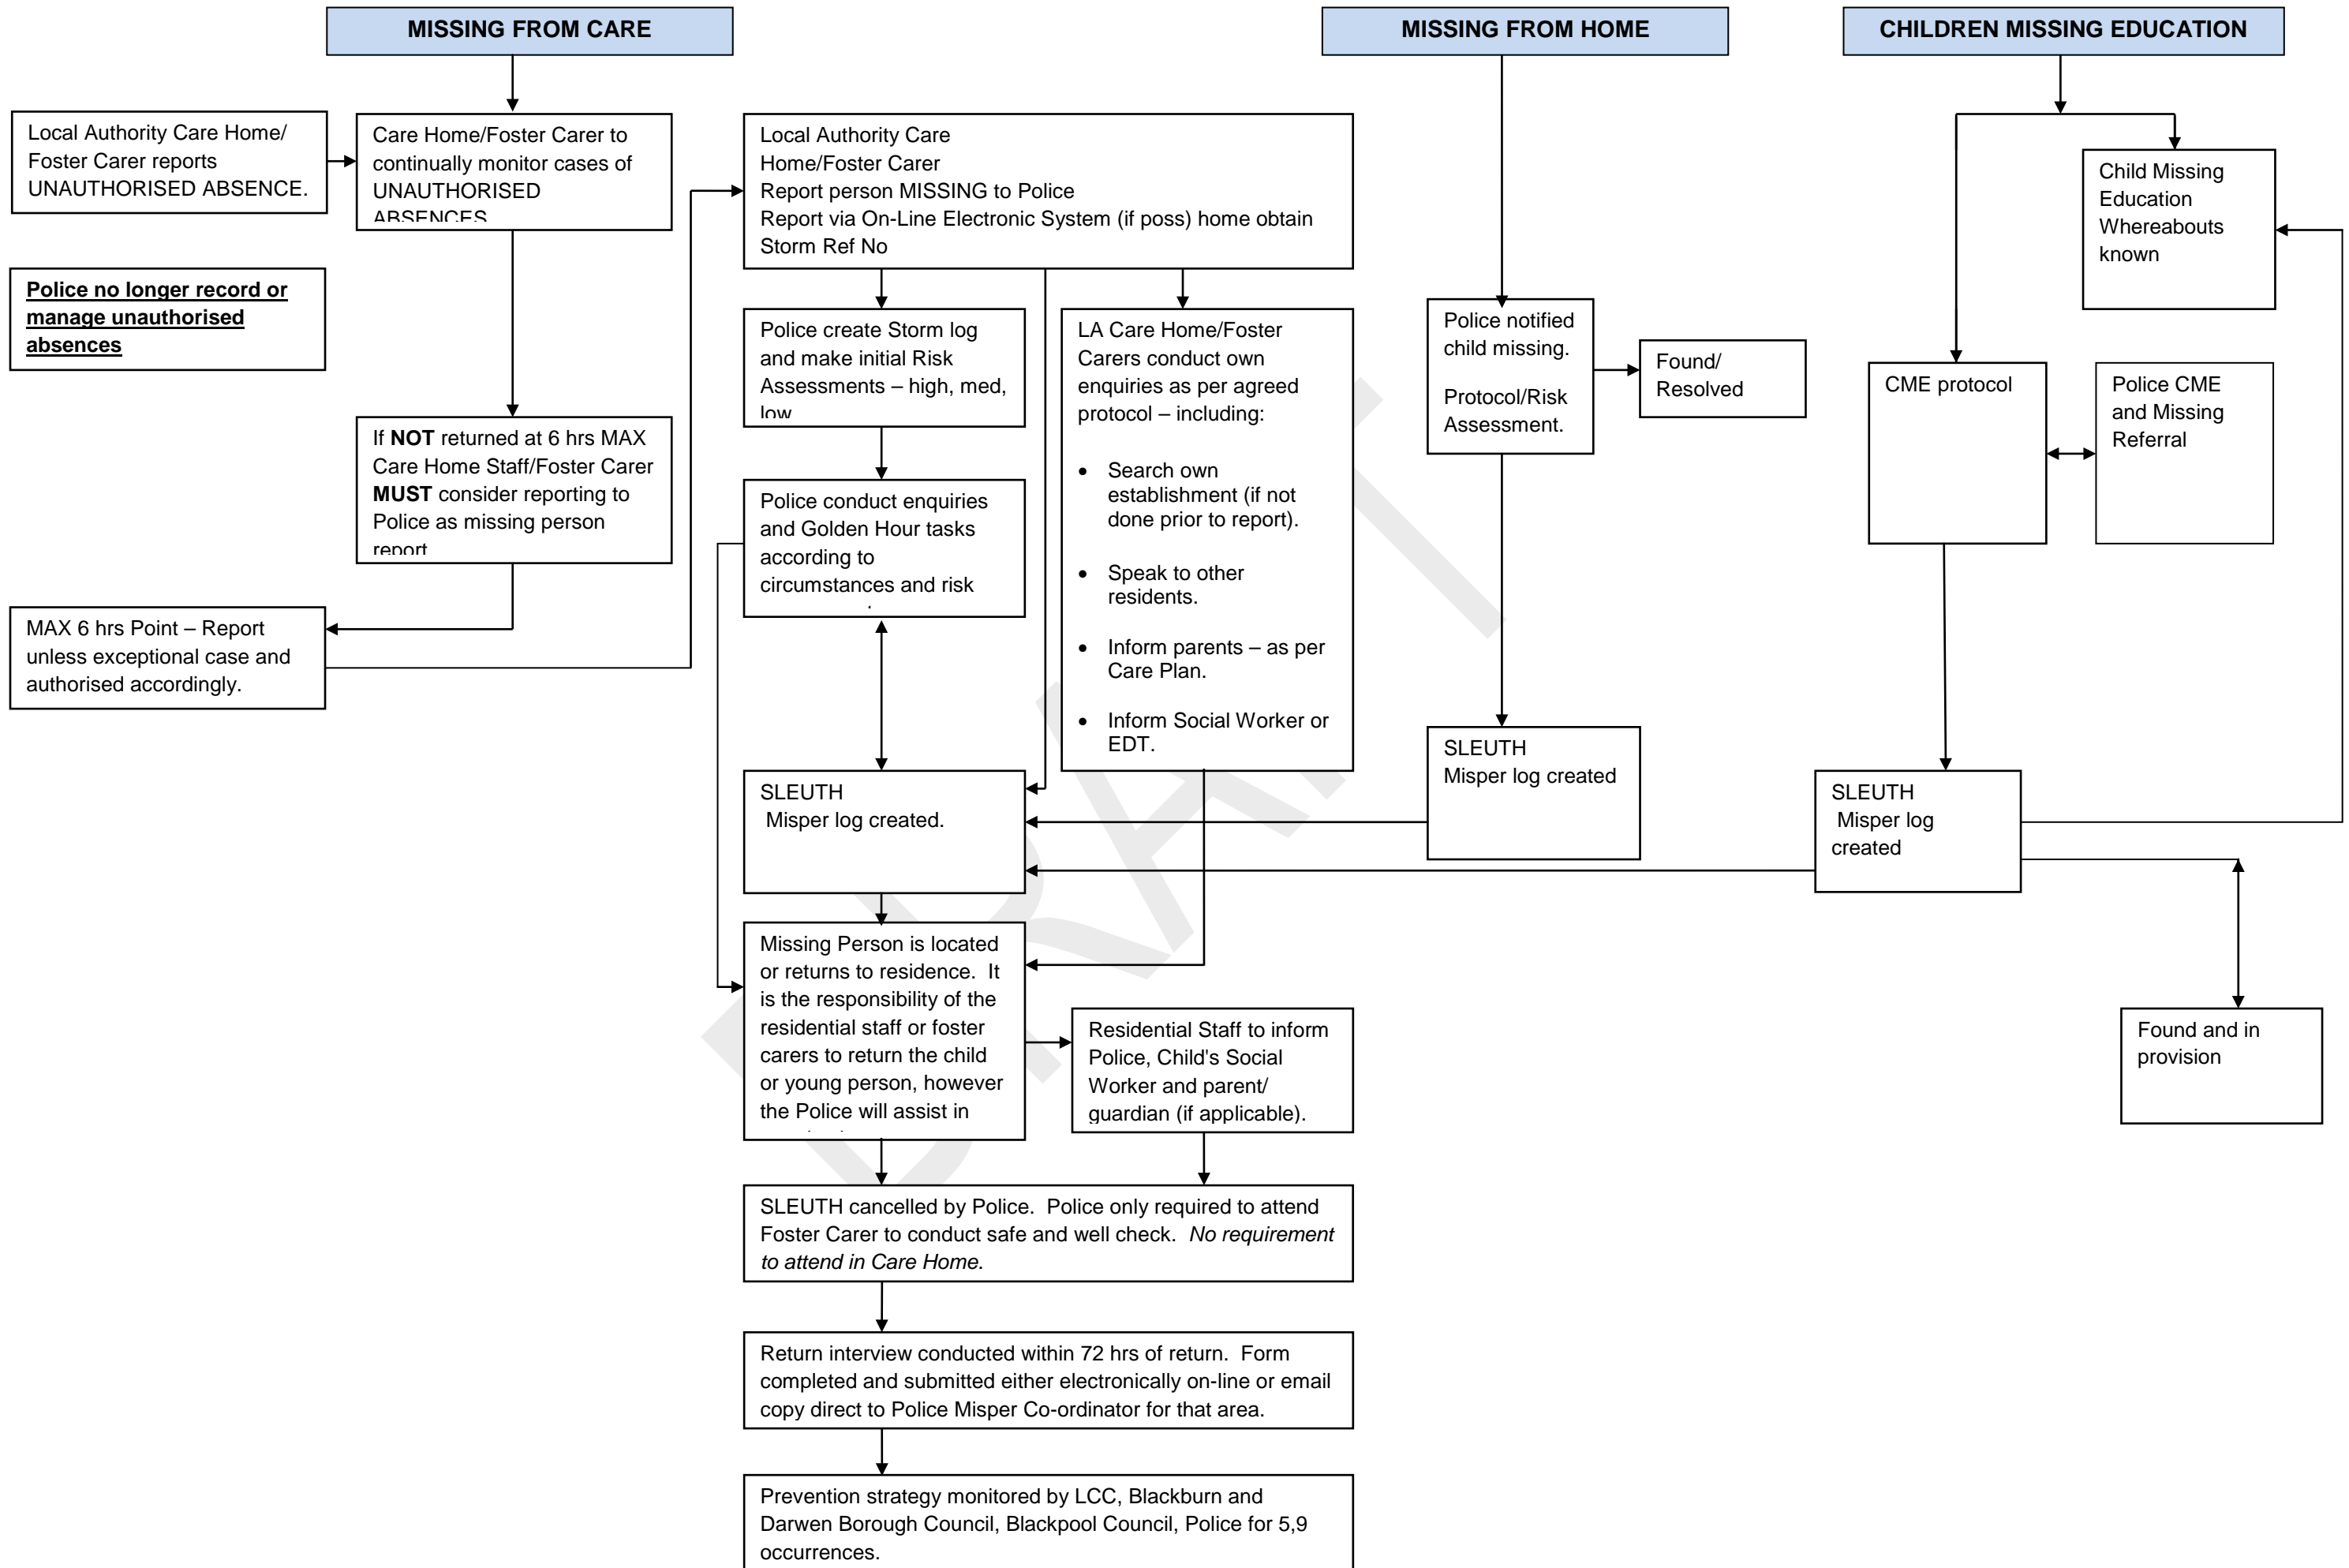 MISSING FROM CARE
MISSING FROM HOME
CHILDREN MISSING EDUCATION
Local Authority Care Home/
Foster Carer reports
UNAUTHORISED ABSENCE.
Care Home/Foster Carer to
continually monitor cases of
UNAUTHORISED
ABSENCES
Police no longer record or
manage unauthorised
absences
If NOT returned at 6 hrs MAX
Care Home Staff/Foster Carer
MUST consider reporting to
Police as missing person
report
MAX 6 hrs Point – Report
unless exceptional case and
authorised accordingly.
Local Authority Care
Home/Foster Carer
Report person MISSING to Police
Report via On-Line Electronic System (if poss) home obtain
Storm Ref No
Police create Storm log
and make initial Risk
Assessments – high, med,
low
Police conduct enquiries
and Golden Hour tasks
according to
circumstances and risk
LA Care Home/Foster
Carers conduct own
enquiries as per agreed
protocol – including:
• Search own
establishment (if not
done prior to report).
• Speak to other
residents.
• Inform parents – as per
Care Plan.
• Inform Social Worker or
EDT.
Police notified
child missing.
Protocol/Risk
Assessment.
Found/
Resolved
Child Missing
Education
Whereabouts
known
CME protocol
Police CME
and Missing
Referral
SLEUTH
Misper log created.
SLEUTH
Misper log created
SLEUTH
Misper log
created
Missing Person is located
or returns to residence. It
is the responsibility of the
residential staff or foster
carers to return the child
or young person, however
the Police will assist in
Residential Staff to inform
Police, Child's Social
Worker and parent/
guardian (if applicable).
Found and in
provision
SLEUTH cancelled by Police. Police only required to attend
Foster Carer to conduct safe and well check. No requirement
to attend in Care Home.
Return interview conducted within 72 hrs of return. Form
completed and submitted either electronically on-line or email
copy direct to Police Misper Co-ordinator for that area.
Prevention strategy monitored by LCC, Blackburn and
Darwen Borough Council, Blackpool Council, Police for 5,9
occurrences.
DRAFT